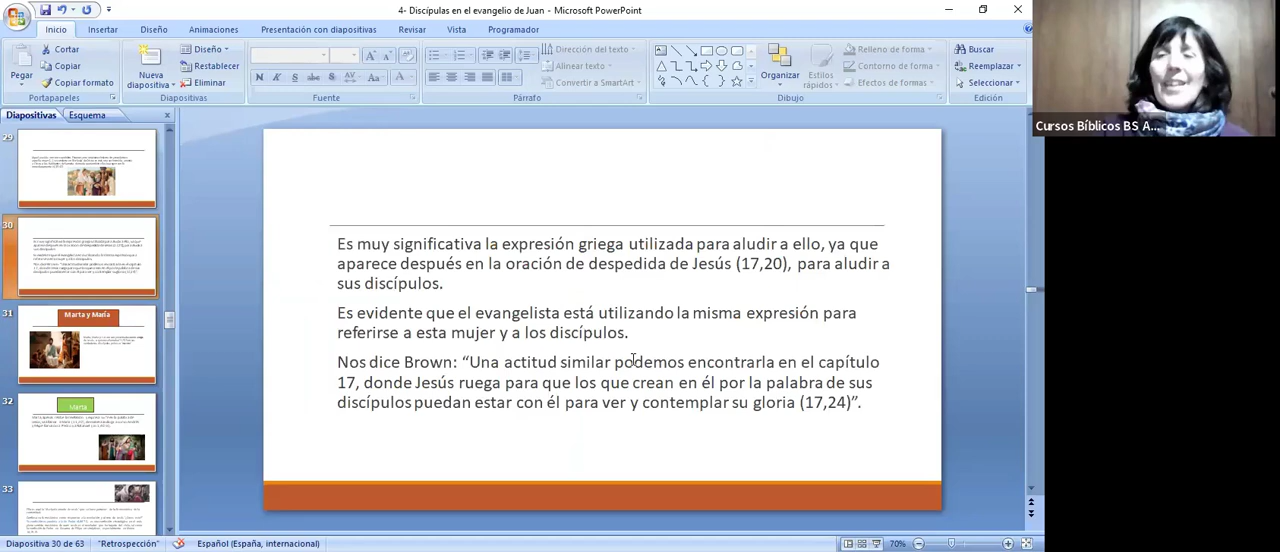 4- Discípulas en el evangelio de Juan - Microsoft PowerPoint
Inicio Insertar Diseño Animaciones Presentación con diapositivas Revisar Vista Programador
Pegar
Cortar
Copiar
Copiar formato
Portapapeles
Nueva
diapositiva
Diseño
Restablecer
Eliminar
Diapositivas
Fuente
Dirección del texto
Alinear texto
Convertir a SmartArt
Párrafo
Organizar
Estilos
rápidos
Relleno de forma
Contorno de forma
Efectos de formas
Dibujo
Buscar
Reemplazar
Seleccionar
Edición
Cursos Bíblicos BS A...
Diapositivas Esquema
29
30
31
Marta y María
32
Marta
33
Es muy significativa la expresión griega utilizada para aludir a ello, ya que
aparece después en la oración de despedida de Jesús (17,20), para aludir a
sus discípulos.
Es evidente que el evangelista está utilizando la misma expresión para
referirse a esta mujer y a los discípulos.
Nos dice Brown: “Una actitud similar podemos encontrarla en el capítulo
17, donde Jesús ruega para que los que crean en él por la palabra de sus
discípulos puedan estar con él para ver y contemplar su gloria (17,24)”.
Diapositiva 30 de 63 "Retrospección" Español (España, internacional) 70%